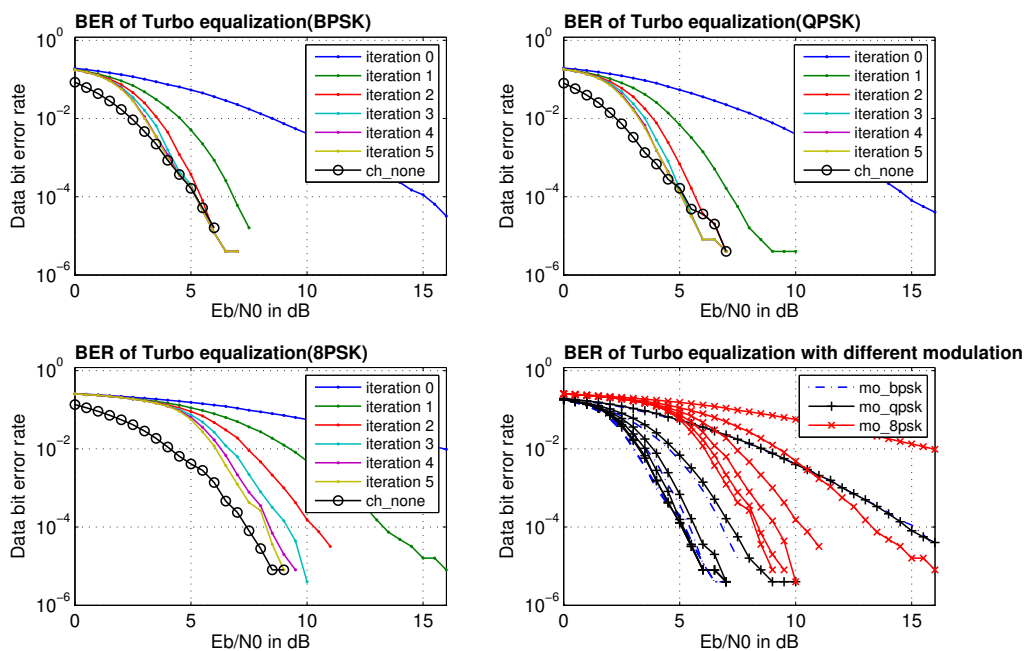 BER of Turbo equalization(BPSK)
10^0
10^-2
10^-4
10^-6
Data bit error rate
0 5 10 15
Eb/N0 in dB
iteration 0
iteration 1
iteration 2
iteration 3
iteration 4
iteration 5
ch_none
BER of Turbo equalization(QPSK)
10^0
10^-2
10^-4
10^-6
Data bit error rate
0 5 10 15
Eb/N0 in dB
iteration 0
iteration 1
iteration 2
iteration 3
iteration 4
iteration 5
ch_none
BER of Turbo equalization(8PSK)
10^0
10^-2
10^-4
10^-6
Data bit error rate
0 5 10 15
Eb/N0 in dB
iteration 0
iteration 1
iteration 2
iteration 3
iteration 4
iteration 5
ch_none
BER of Turbo equalization with different modulation
10^0
10^-2
10^-4
10^-6
Data bit error rate
0 5 10 15
Eb/N0 in dB
mo_bpsk
mo_qpsk
mo_8psk